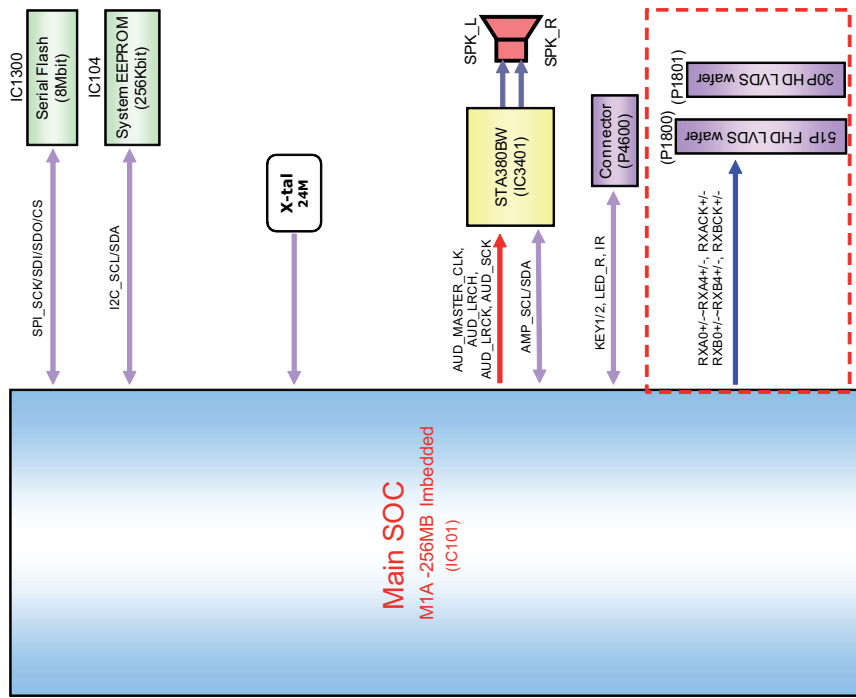 IC1300
Serial Flash
(8Mbit)
SPI_SCK/SDI/SDO/CS
IC104
System EEPROM
(256Kbit)
I2C_SCL/SDA
X-tal
24M
SPK_L
SPK_R
STA380BW
(IC3401)
AUD_MASTER_CLK,
AUD_LRCH,
AUD_LRCK, AUD_SCK
AMP_SCL/SDA
Connector
(P4600)
KEY1/2, LED_R, IR
(P1801)
30P HD LVDS wafer
(P1800)
51P FHD LVDS wafer
RXA0+/-~RXA4+/-, RXACK+/-
RXB0+/-~RXB4+/-, RXBCK+/-
Main SOC
M1A -256MB Imbedded
(IC101)